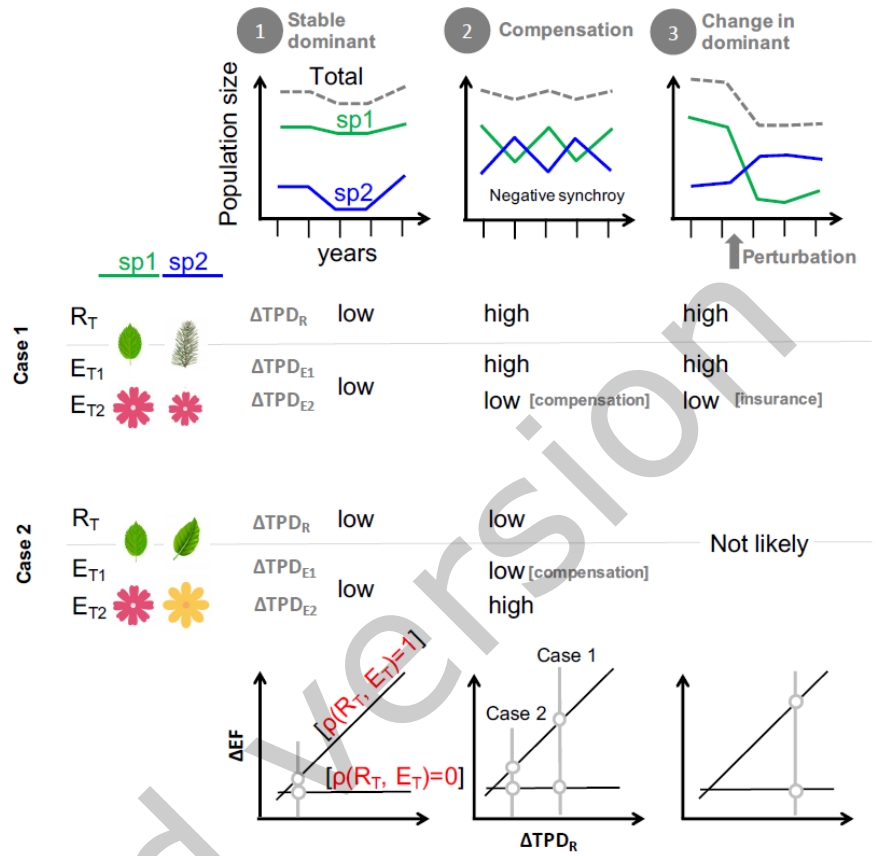 1 Stable dominant
2 Compensation
3 Change in dominant
Population size
Total
sp1
sp2
Negative synchroy
years
Perturbation
sp1 sp2
Case 1
R_T ΔTPD_R low high high
E_T1 ΔTPD_E1 low high high
E_T2 ΔTPD_E2 low [compensation] low [insurance]
Case 2
R_T ΔTPD_R low low
Not likely
E_T1 ΔTPD_E1 low low [compensation]
E_T2 ΔTPD_E2 high
ΔEF
[ρ(R_T, E_T)=1]
[ρ(R_T, E_T)=0]
Case 1
Case 2
ΔTPD_R
d version